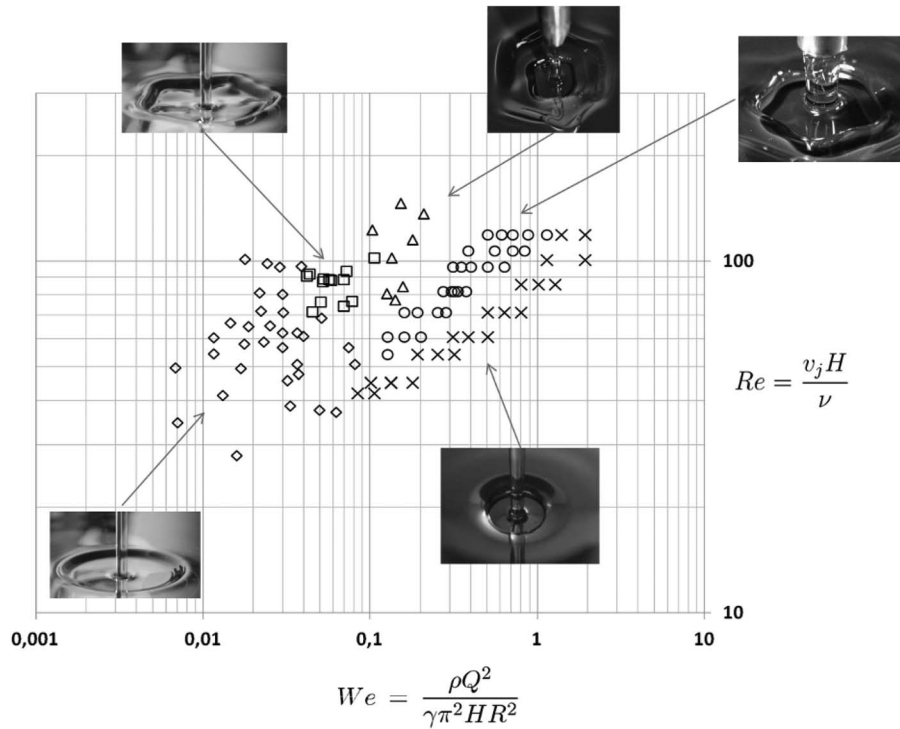 100
Re = v_j H / ν
10
0,001 0,01 0,1 1 10
We = ρQ² / γπ²HR²